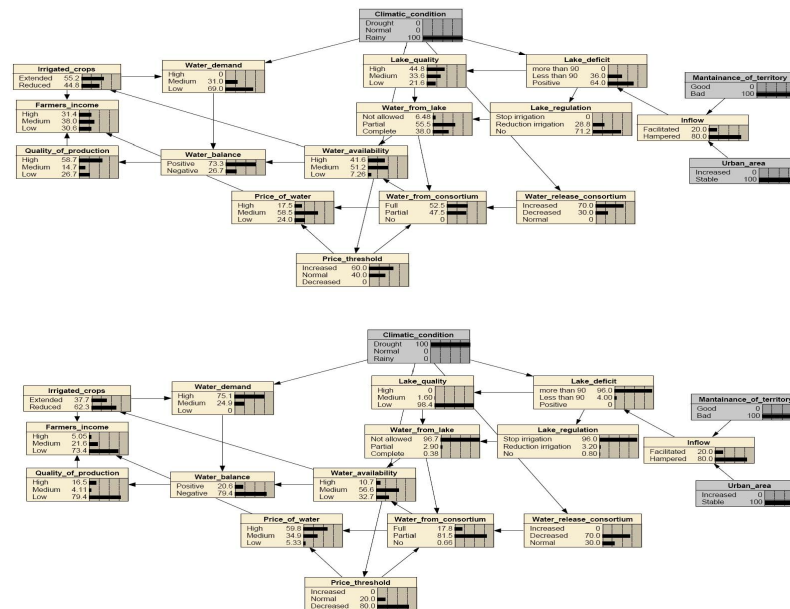 Climatic_condition
Drought 0
Normal 0
Rainy 100
Water_demand
High 0
Medium 31.0
Low 69.0
Lake_quality
High 44.8
Medium 33.6
Low 21.6
Lake_deficit
more than 90 0
Less than 90 36.0
Positive 64.0
Irrigated_crops
Extended 55.2
Reduced 44.8
Mantainance_of_territory
Good 0
Bad 100
Farmers_income
High 31.4
Medium 38.0
Low 30.6
Water_from_lake
Not allowed 6.48
Partial 55.5
Complete 38.0
Lake_regulation
Stop irrigation 0
Reduction irrigation 28.8
No 71.2
Inflow
Facilitated 20.0
Hampered 80.0
Quality_of_production
High 58.7
Medium 14.7
Low 26.7
Water_balance
Positive 73.3
Negative 26.7
Water_availability
High 41.6
Medium 51.2
Low 7.26
Urban_area
Increased 0
Stable 100
Price_of_water
High 17.5
Medium 58.5
Low 24.0
Water_from_consortium
Full 52.5
Partial 47.5
No 0
Water_release_consortium
Increased 70.0
Decreased 30.0
Normal 0
Price_threshold
Increased 60.0
Normal 40.0
Decreased 0
Climatic_condition
Drought 100
Normal 0
Rainy 0
Water_demand
High 75.1
Medium 24.9
Low 0
Lake_quality
High 0
Medium 1.60
Low 98.4
Lake_deficit
more than 90 96.0
Less than 90 4.00
Positive 0
Irrigated_crops
Extended 37.7
Reduced 62.3
Mantainance_of_territory
Good 0
Bad 100
Farmers_income
High 5.05
Medium 21.6
Low 73.4
Water_from_lake
Not allowed 96.7
Partial 2.90
Complete 0.38
Lake_regulation
Stop irrigation 96.0
Reduction irrigation 3.20
No 0.80
Inflow
Facilitated 20.0
Hampered 80.0
Quality_of_production
High 16.5
Medium 4.11
Low 79.4
Water_balance
Positive 20.6
Negative 79.4
Water_availability
High 10.7
Medium 56.6
Low 32.7
Urban_area
Increased 0
Stable 100
Price_of_water
High 59.8
Medium 34.9
Low 5.33
Water_from_consortium
Full 17.8
Partial 81.5
No 0.66
Water_release_consortium
Increased 0
Decreased 70.0
Normal 30.0
Price_threshold
Increased 0
Normal 20.0
Decreased 80.0